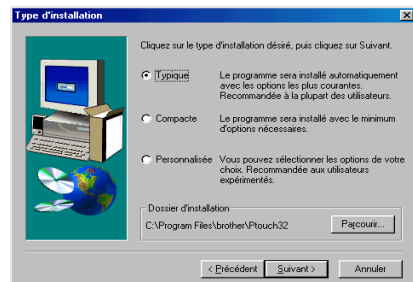 Type d'installation
Cliquez sur le type d'installation désiré, puis cliquez sur Suivant.
Typique Le programme sera installé automatiquement
avec les options les plus courantes.
Recommandée à la plupart des utilisateurs.
Compacte Le programme sera installé avec le minimum
d'options nécessaires.
Personnalisée Vous pouvez sélectionner les options de votre
choix. Recommandée aux utilisateurs
expérimentés.
Dossier d'installation
C:\Program Files\brother\Ptouch32 Parcourir...
< Précédent Suivant > Annuler